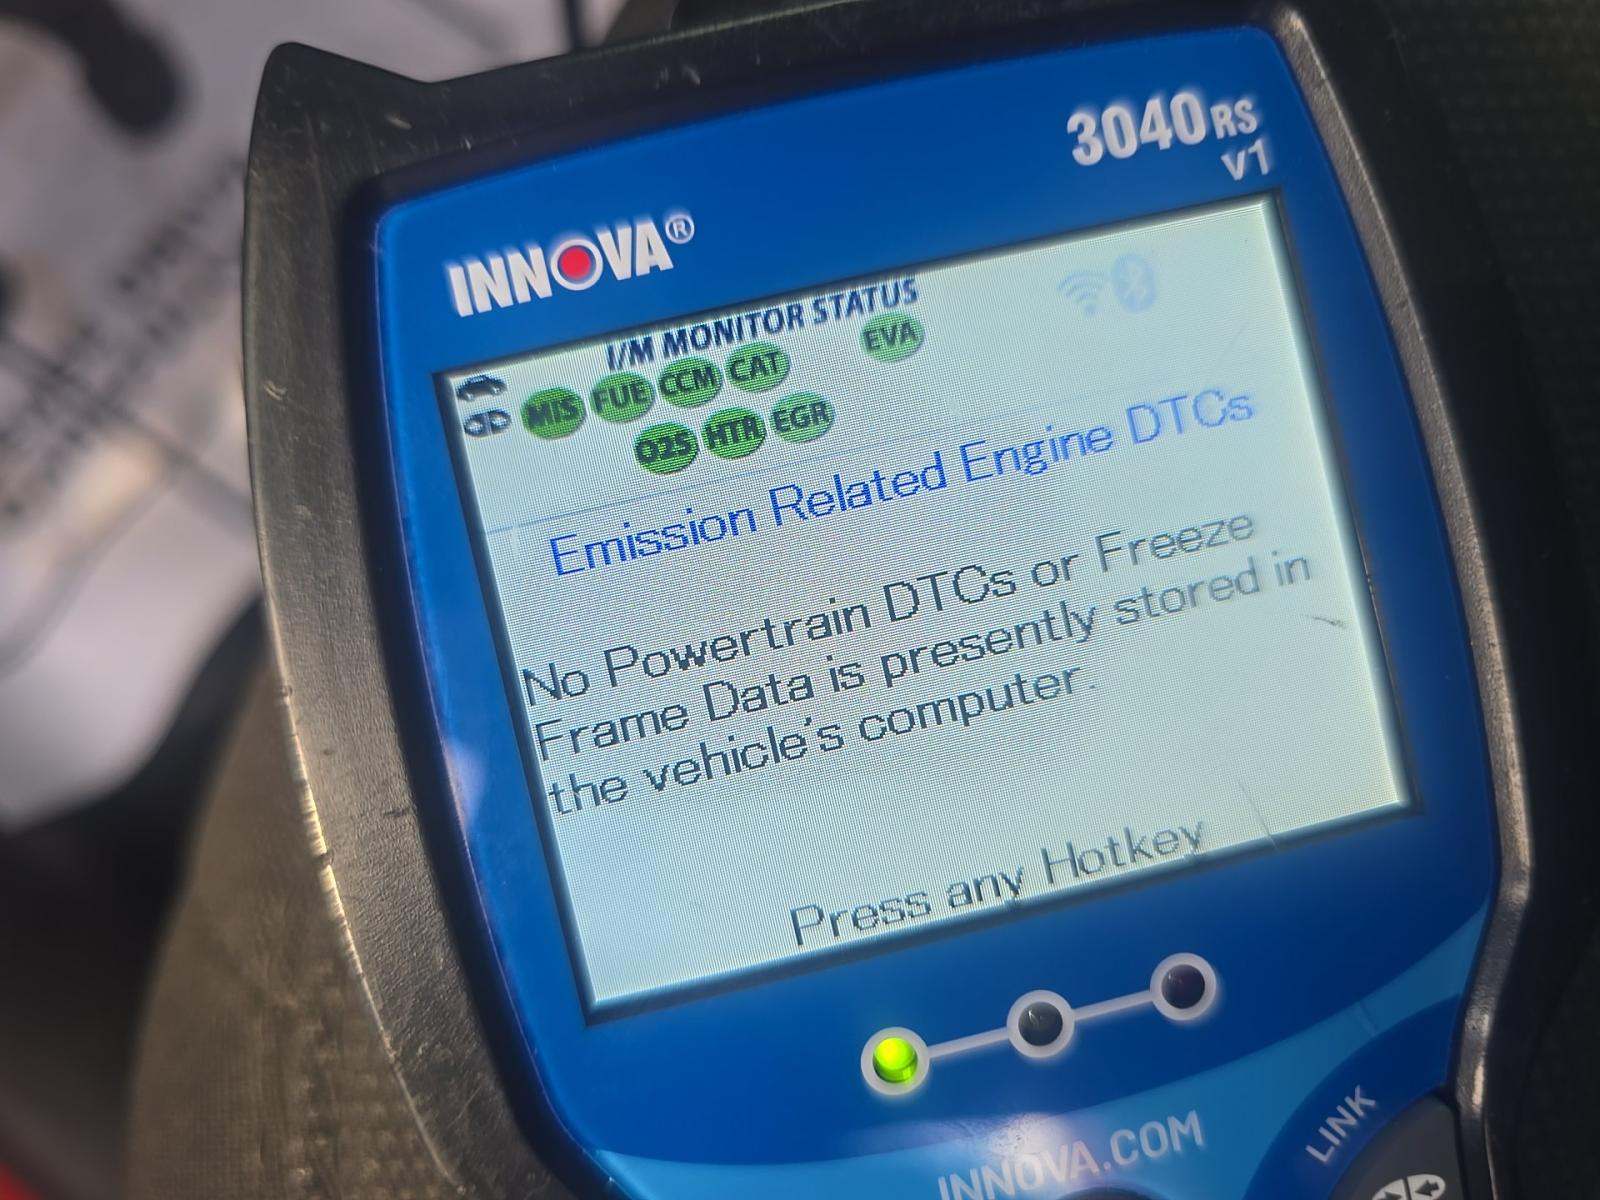 3040RS
V1
INNOVA®
I/M MONITOR STATUS
MIS FUE CCM CAT EVA
O2S HTR EGR
Emission Related Engine DTCs
No Powertrain DTCs or Freeze
Frame Data is presently stored in
the vehicle's computer.
Press any Hotkey
LINK
INNOVA.COM